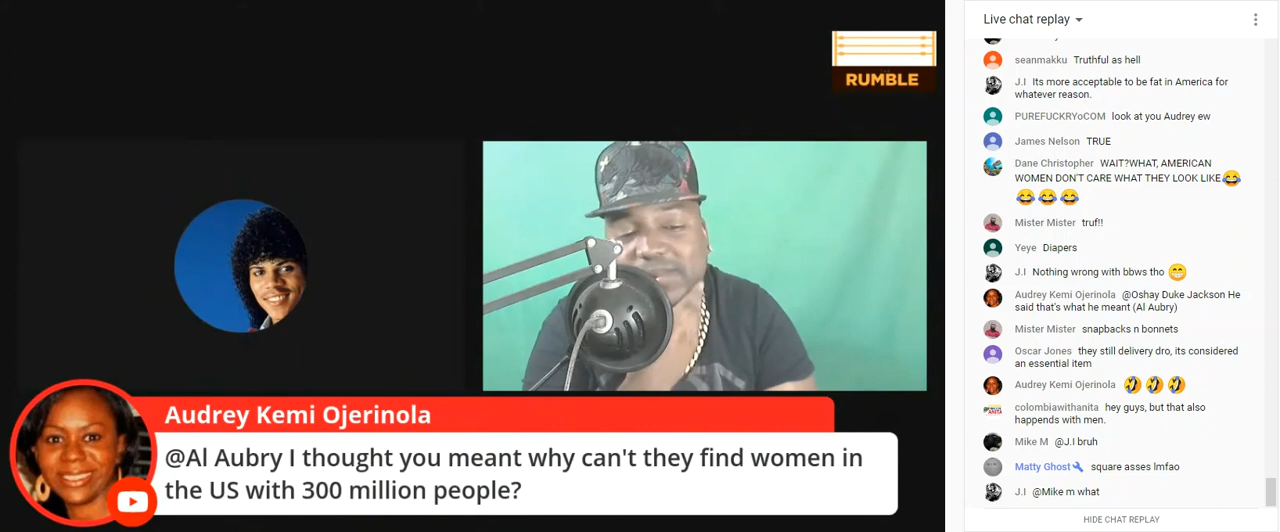 RUMBLE
Audrey Kemi Ojerinola
@Al Aubry I thought you meant why can't they find women in
the US with 300 million people?
Live chat replay
seanmakku Truthful as hell
J.I Its more acceptable to be fat in America for
whatever reason.
PUREFUCKRYoCOM look at you Audrey ew
James Nelson TRUE
Dane Christopher WAIT?WHAT, AMERICAN
WOMEN DON'T CARE WHAT THEY LOOK LIKE😂
😂😂😂
Mister Mister truf!!
Yeye Diapers
J.I Nothing wrong with bbws tho 😁
Audrey Kemi Ojerinola @Oshay Duke Jackson He
said that's what he meant (Al Aubry)
Mister Mister snapbacks n bonnets
Oscar Jones they still delivery dro, its considered
an essential item
Audrey Kemi Ojerinola 🤣🤣🤣
colombiawithanita hey guys, but that also
happends with men.
Mike M @J.I bruh
Matty Ghost square asses lmfao
J.I @Mike m what
HIDE CHAT REPLAY